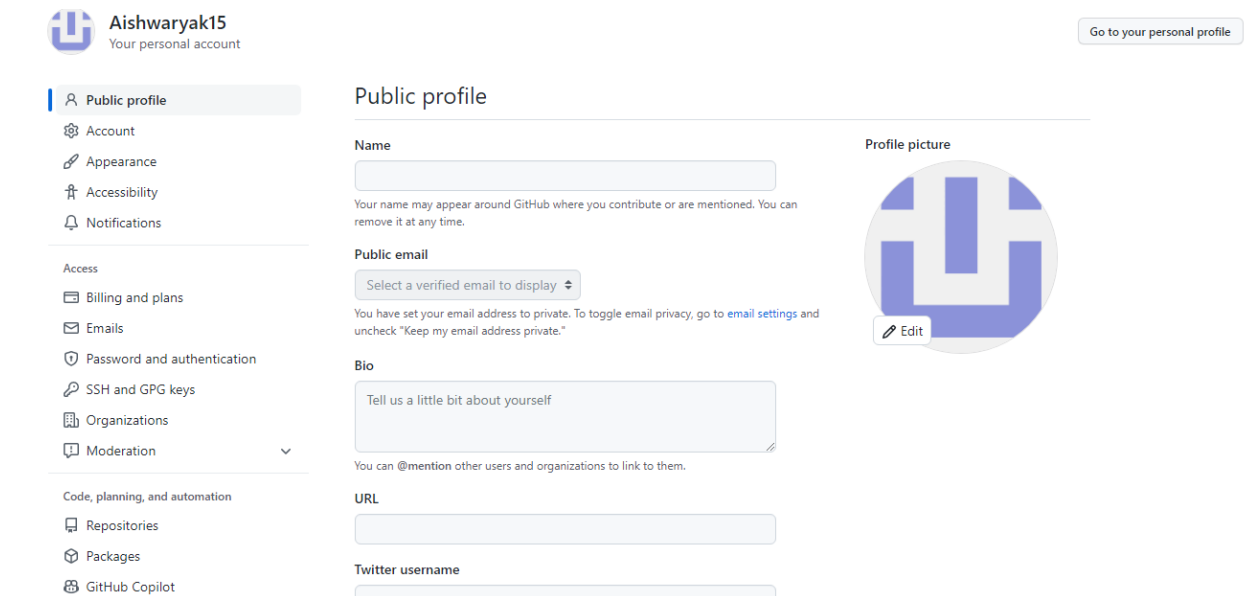 Aishwaryak15
Your personal account
Go to your personal profile
Public profile
Account
Appearance
Accessibility
Notifications
Access
Billing and plans
Emails
Password and authentication
SSH and GPG keys
Organizations
Moderation
Code, planning, and automation
Repositories
Packages
GitHub Copilot
Public profile
Name
Your name may appear around GitHub where you contribute or are mentioned. You can
remove it at any time.
Public email
Select a verified email to display
You have set your email address to private. To toggle email privacy, go to email settings and
uncheck "Keep my email address private."
Bio
Tell us a little bit about yourself
You can @mention other users and organizations to link to them.
URL
Twitter username
Profile picture
Edit